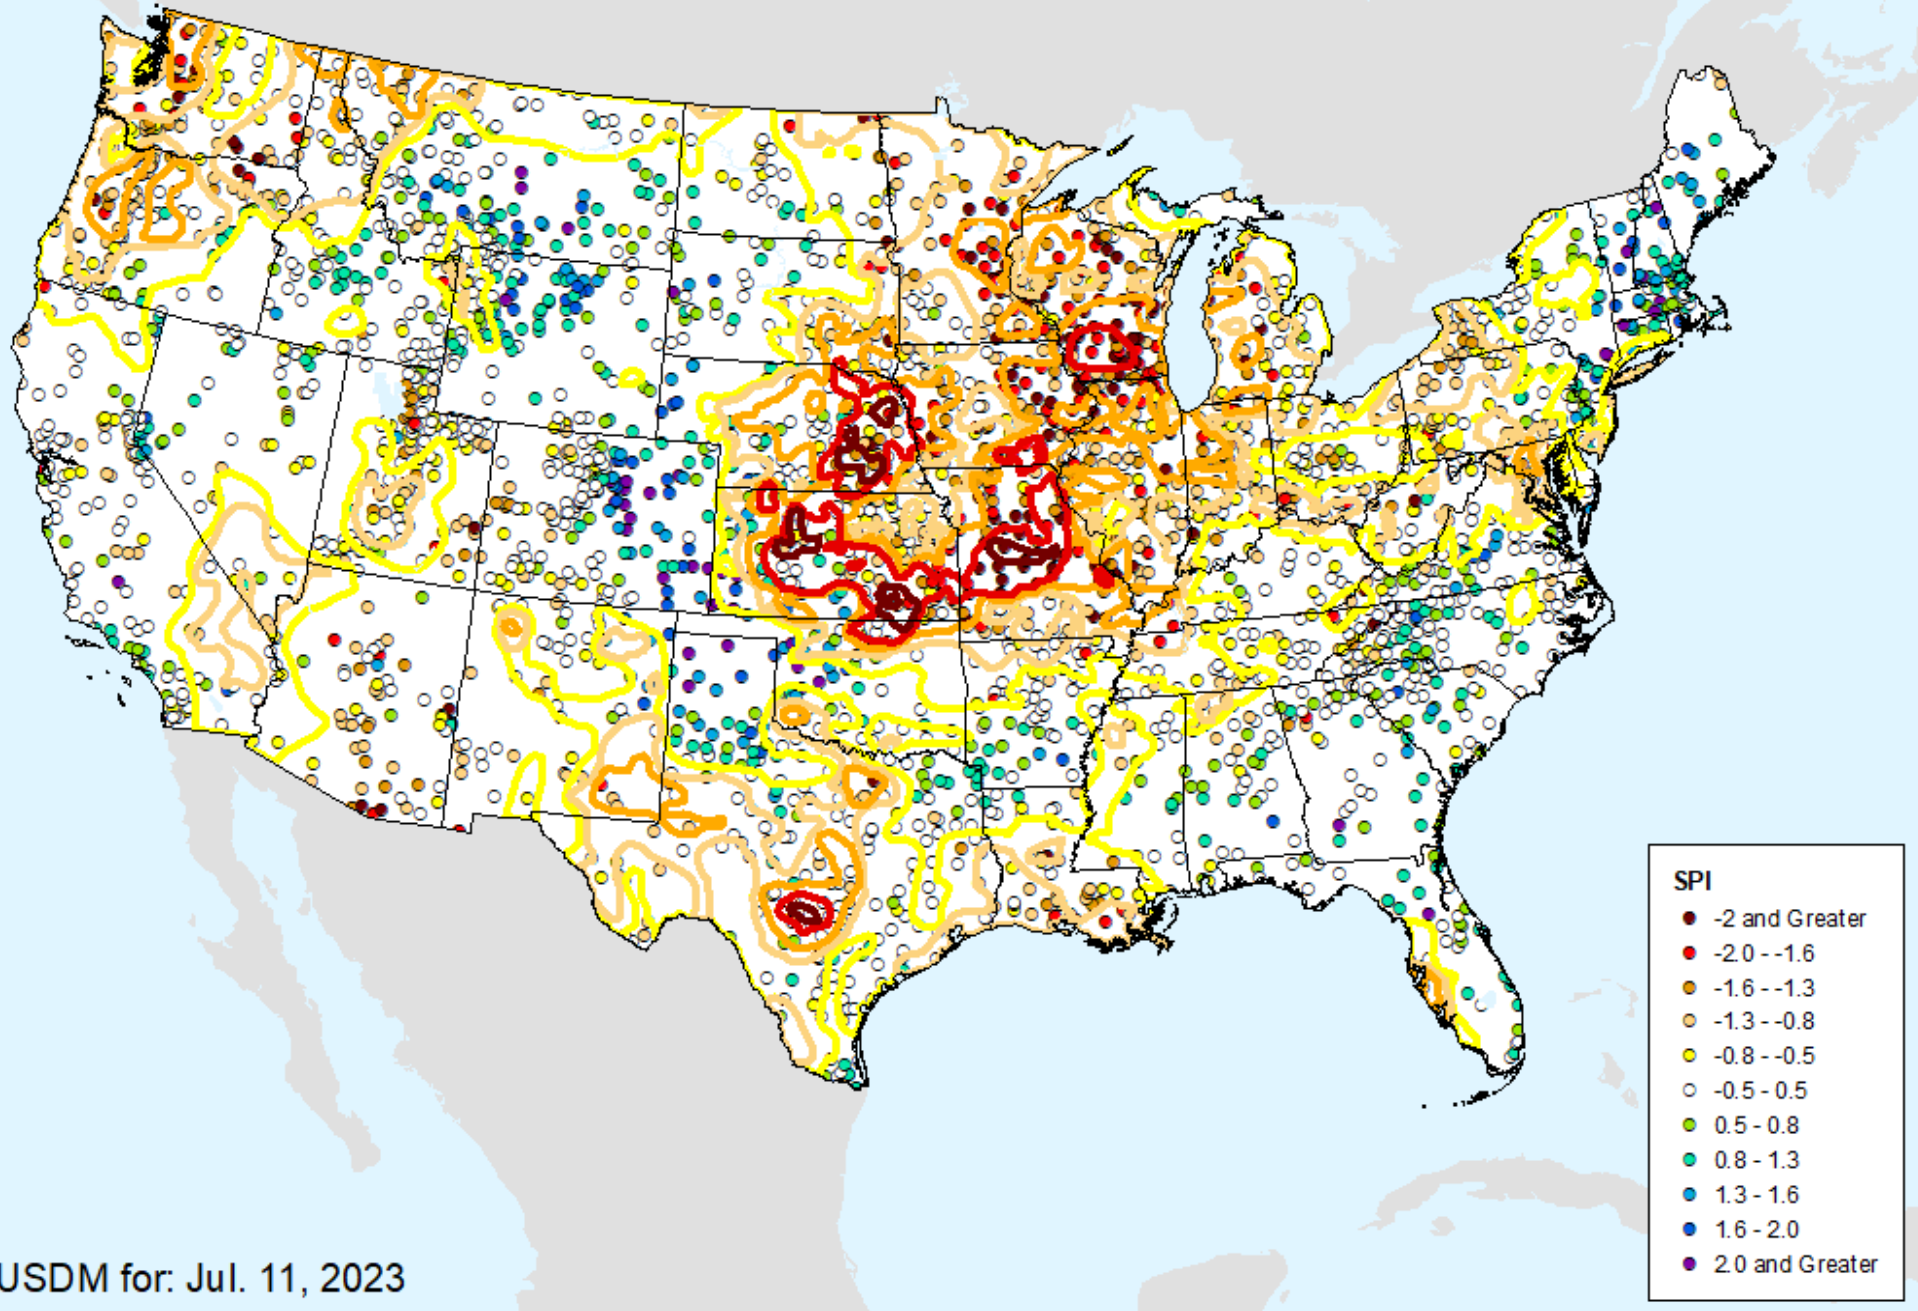 SPI
-2 and Greater
-2.0 - -1.6
-1.6 - -1.3
-1.3 - -0.8
-0.8 - -0.5
-0.5 - 0.5
0.5 - 0.8
0.8 - 1.3
1.3 - 1.6
1.6 - 2.0
2.0 and Greater
USDM for: Jul. 11, 2023